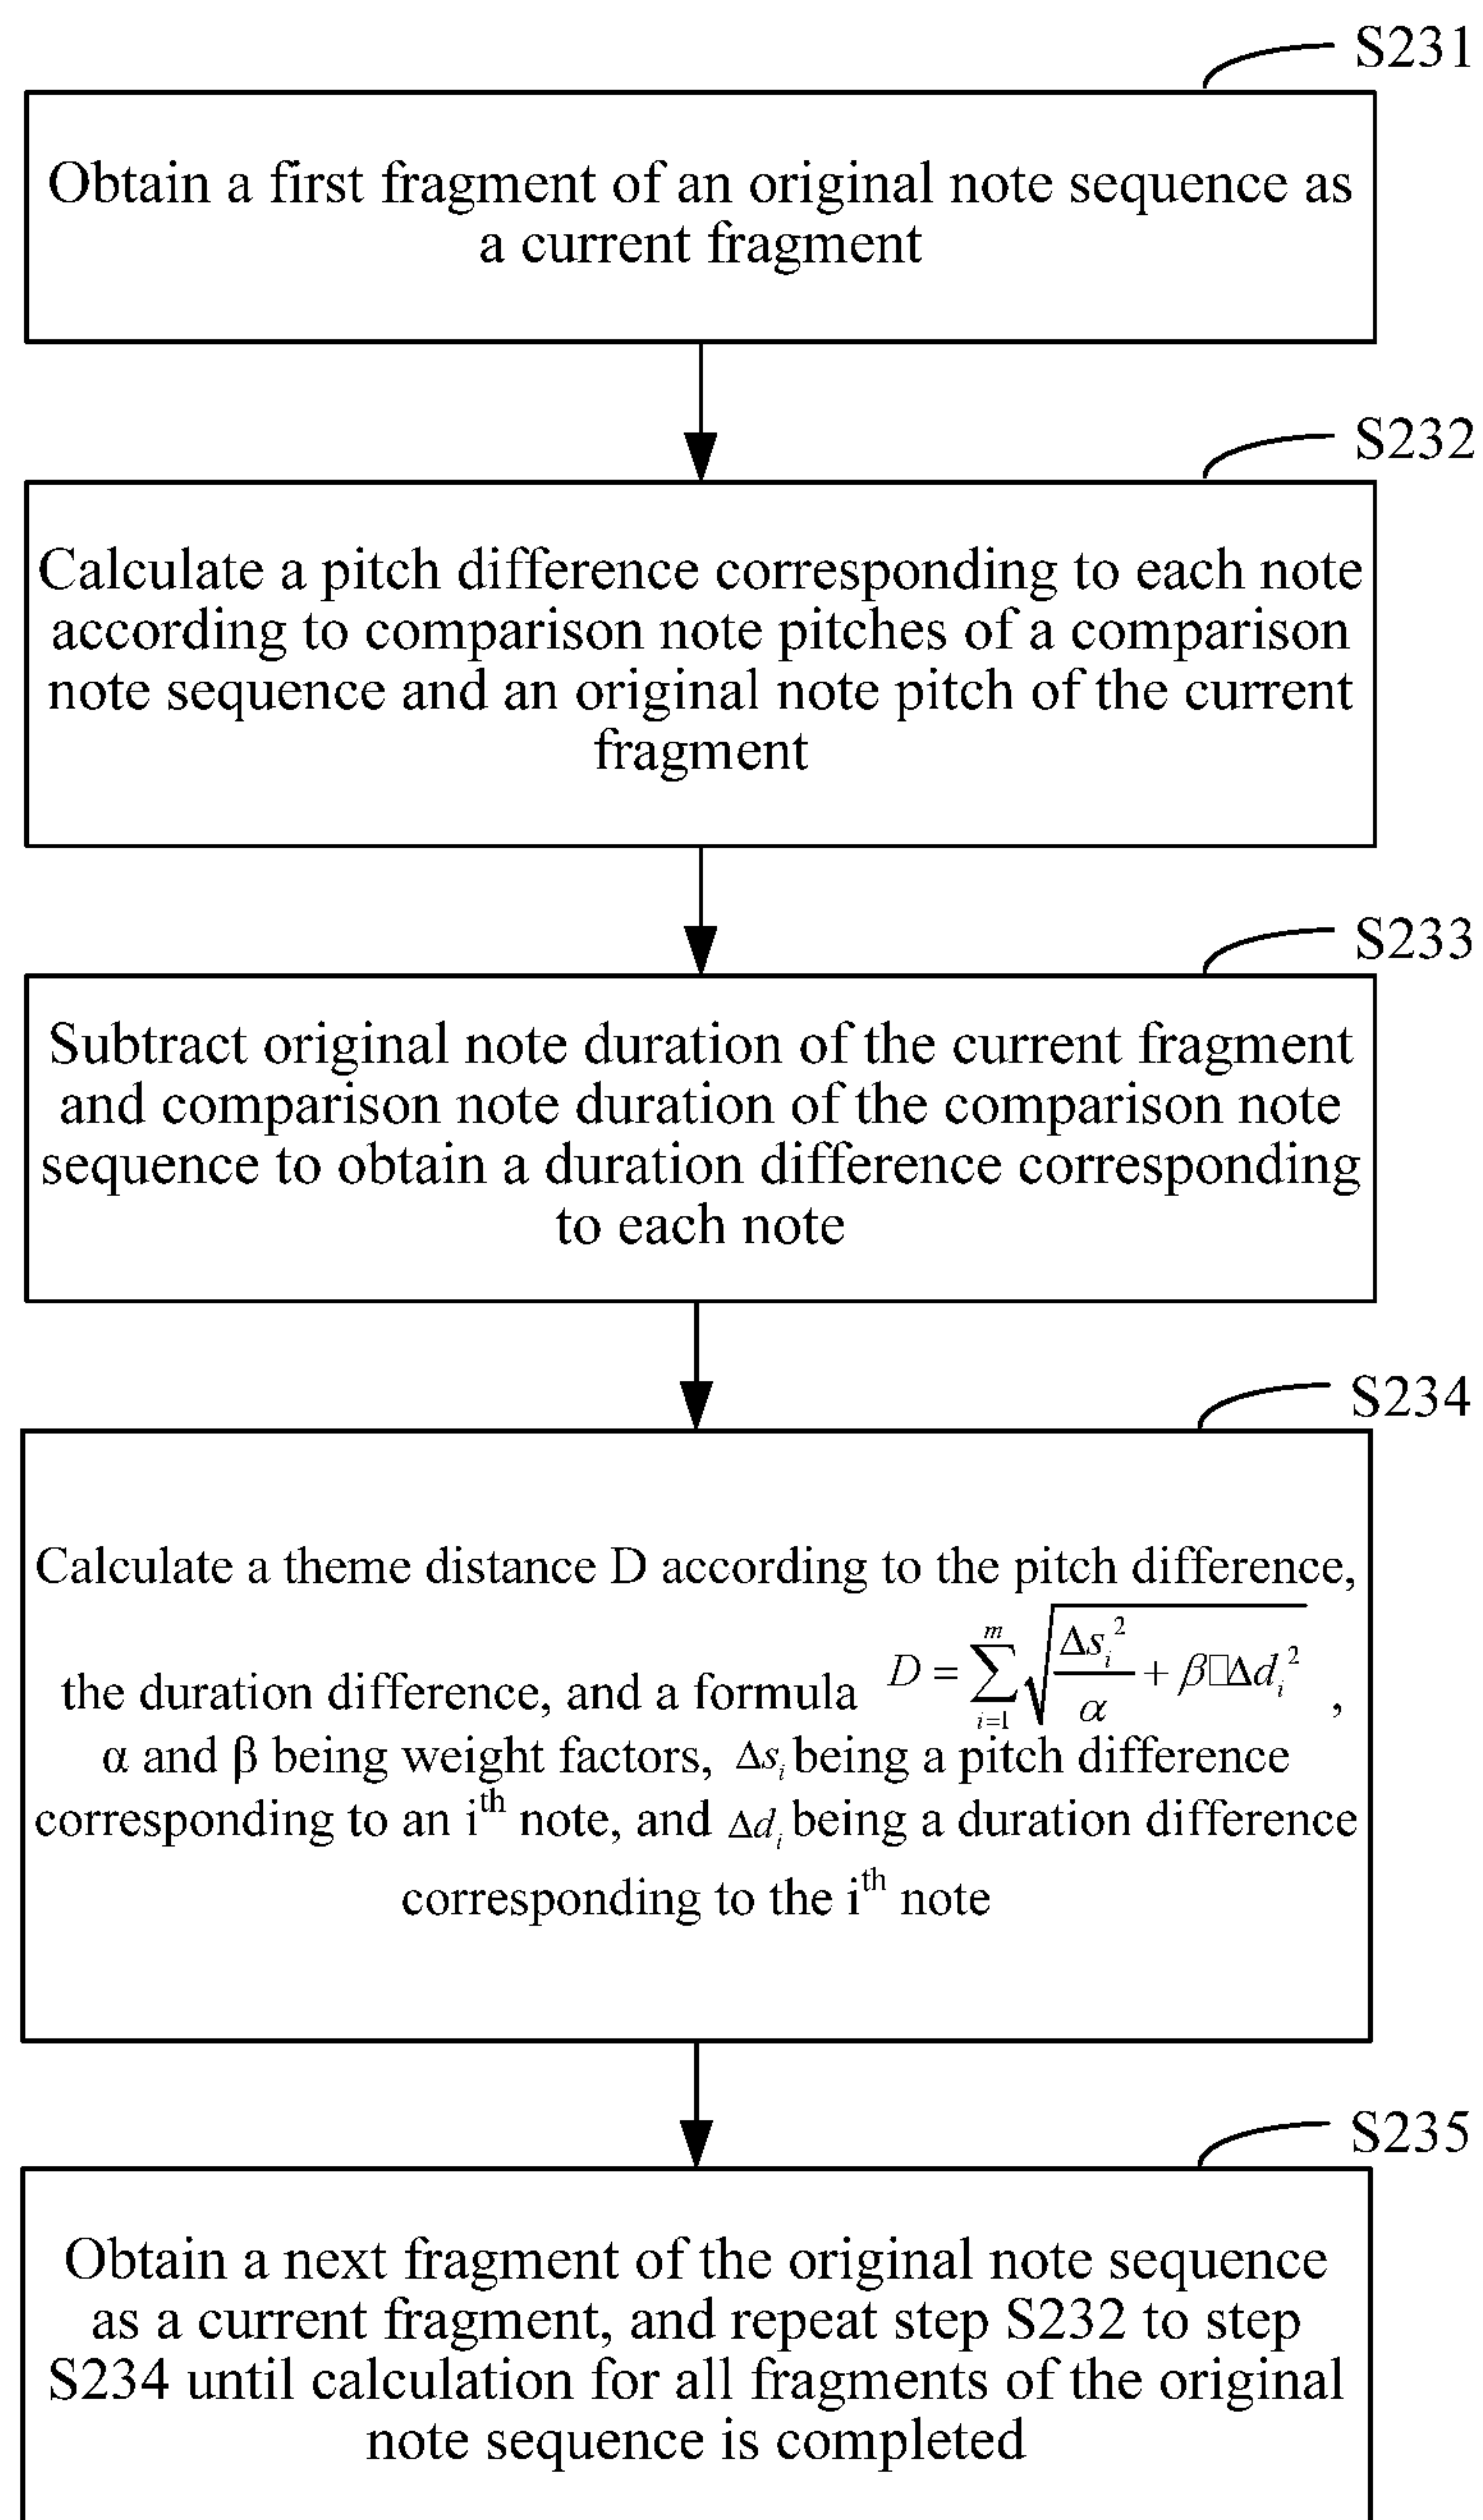 S231
Obtain a first fragment of an original note sequence as
a current fragment
S232
Calculate a pitch difference corresponding to each note
according to comparison note pitches of a comparison
note sequence and an original note pitch of the current
fragment
S233
Subtract original note duration of the current fragment
and comparison note duration of the comparison note
sequence to obtain a duration difference corresponding
to each note
S234
Calculate a theme distance D according to the pitch difference,
the duration difference, and a formula D = ∑_{i=1}^{m} √(Δs_i²/α + β□Δd_i²) ,
α and β being weight factors, Δs_i being a pitch difference
corresponding to an i^th note, and Δd_i being a duration difference
corresponding to the i^th note
S235
Obtain a next fragment of the original note sequence
as a current fragment, and repeat step S232 to step
S234 until calculation for all fragments of the original
note sequence is completed